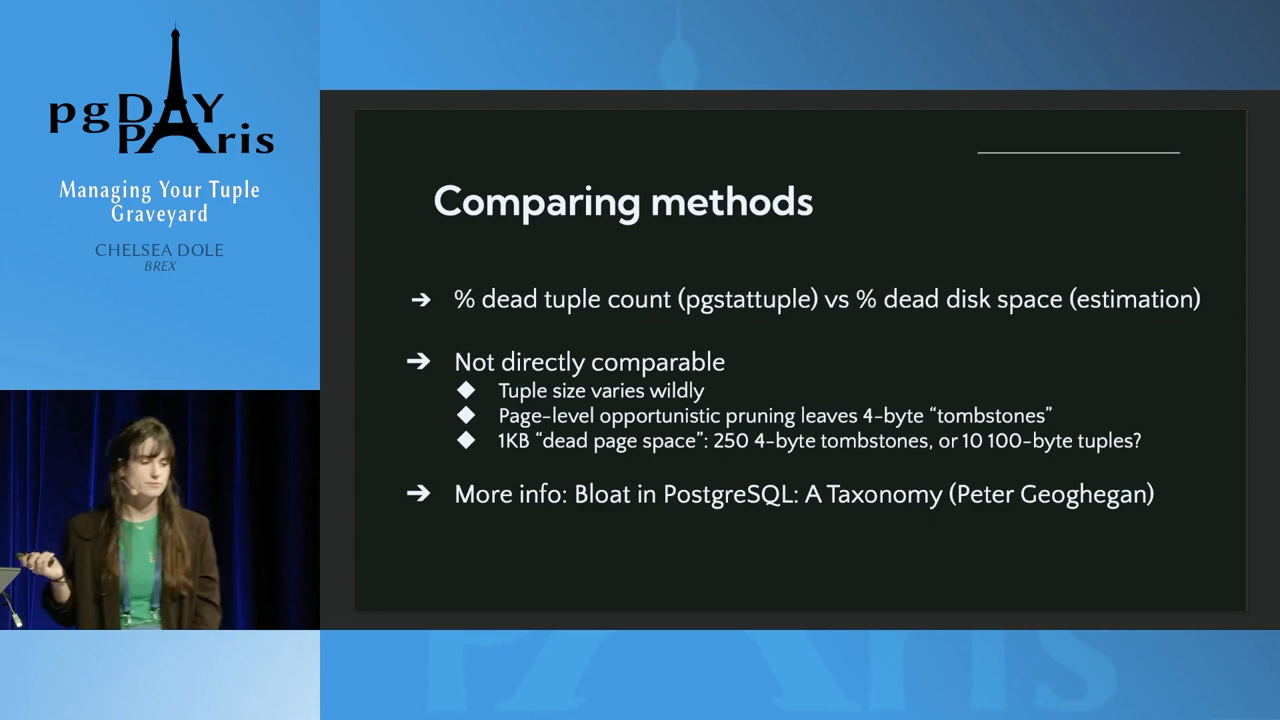 pgDAY
PAris
Managing Your Tuple
Graveyard
CHELSEA DOLE
BREX
Comparing methods
➔ % dead tuple count (pgstattuple) vs % dead disk space (estimation)
➔ Not directly comparable
◆ Tuple size varies wildly
◆ Page-level opportunistic pruning leaves 4-byte “tombstones”
◆ 1KB “dead page space”: 250 4-byte tombstones, or 10 100-byte tuples?
➔ More info: Bloat in PostgreSQL: A Taxonomy (Peter Geoghegan)